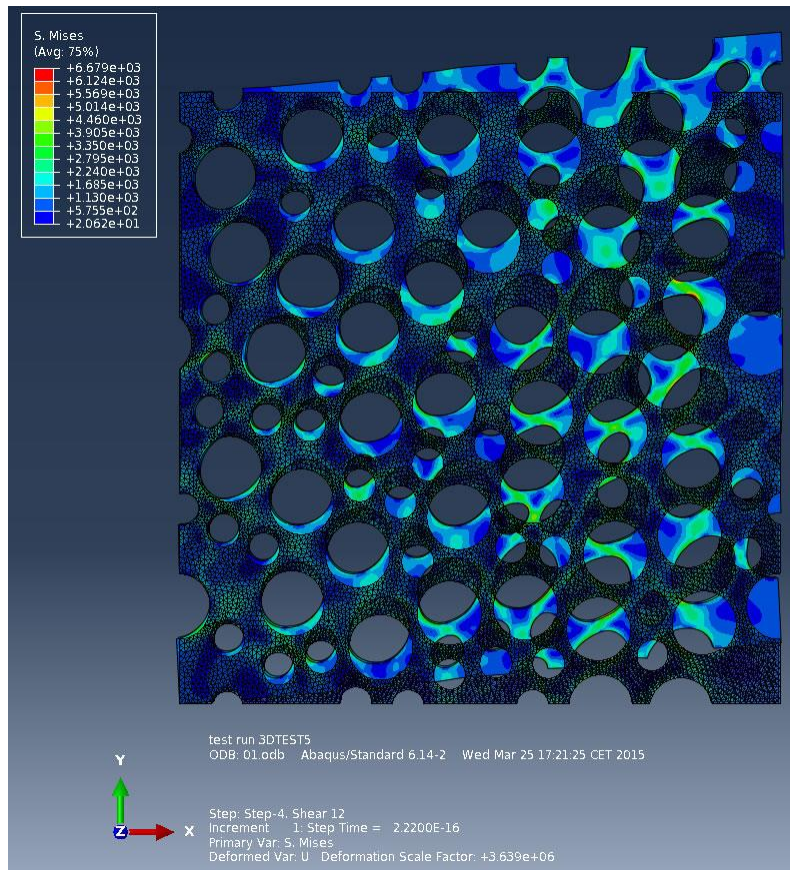 S. Mises
(Avg: 75%)
+6.679e+03
+6.124e+03
+5.569e+03
+5.014e+03
+4.460e+03
+3.905e+03
+3.350e+03
+2.795e+03
+2.240e+03
+1.685e+03
+1.130e+03
+5.755e+02
+2.062e+01
test run 3DTEST5
ODB: 01.odb Abaqus/Standard 6.14-2 Wed Mar 25 17:21:25 CET 2015
Y
Z X
Step: Step-4. Shear 12
Increment 1: Step Time = 2.2200E-16
Primary Var: S. Mises
Deformed Var: U Deformation Scale Factor: +3.639e+06